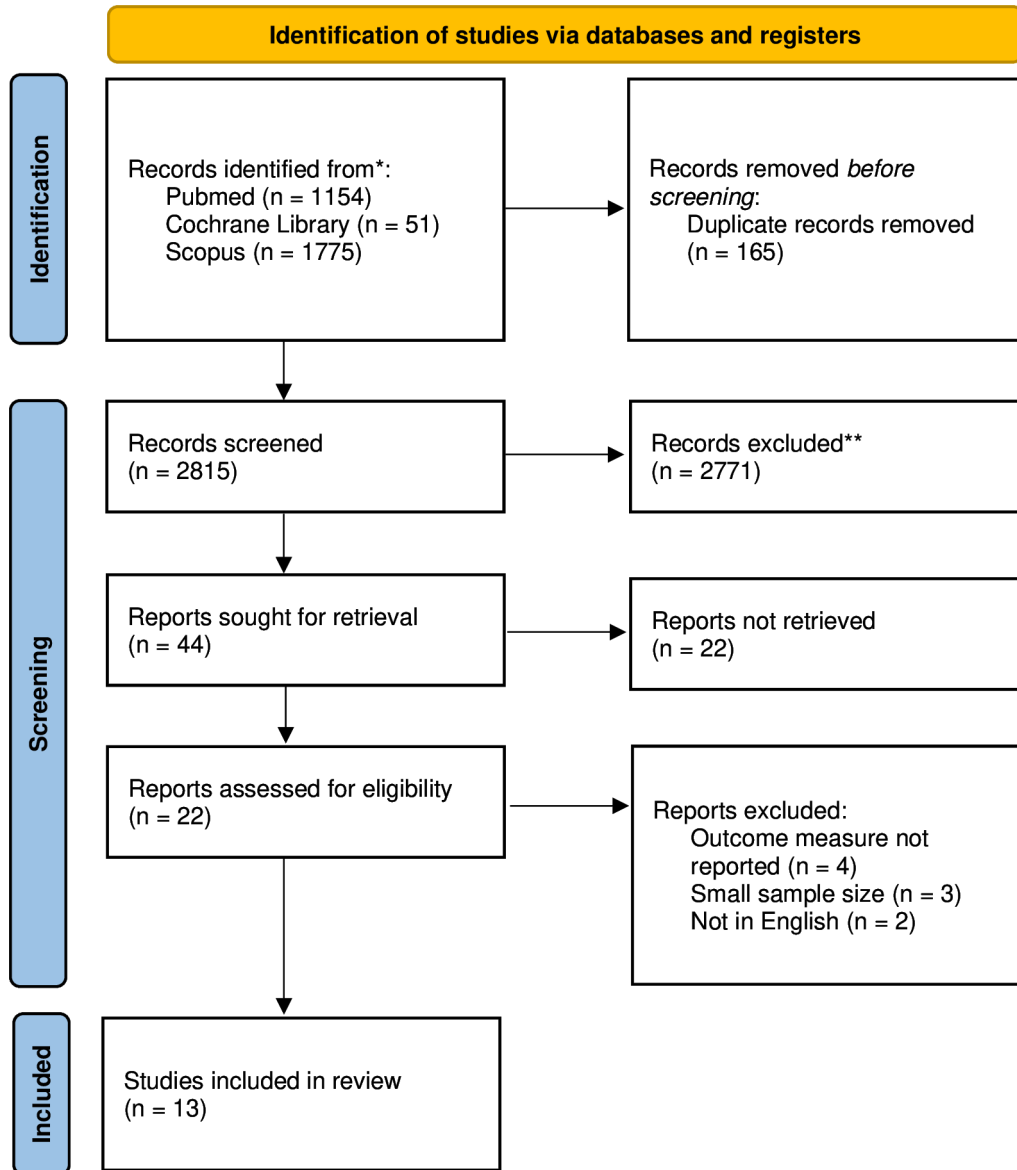 Identification of studies via databases and registers
Identification
Records identified from*:
Pubmed (n = 1154)
Cochrane Library (n = 51)
Scopus (n = 1775)
Records removed before
screening:
Duplicate records removed
(n = 165)
Screening
Records screened
(n = 2815)
Records excluded**
(n = 2771)
Reports sought for retrieval
(n = 44)
Reports not retrieved
(n = 22)
Reports assessed for eligibility
(n = 22)
Reports excluded:
Outcome measure not
reported (n = 4)
Small sample size (n = 3)
Not in English (n = 2)
Included
Studies included in review
(n = 13)